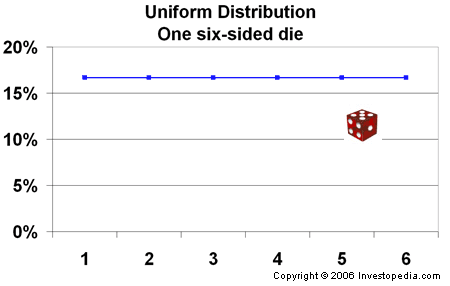 Uniform Distribution
One six-sided die
20%
15%
10%
5%
0%
1 2 3 4 5 6
Copyright © 2006 Investopedia.com